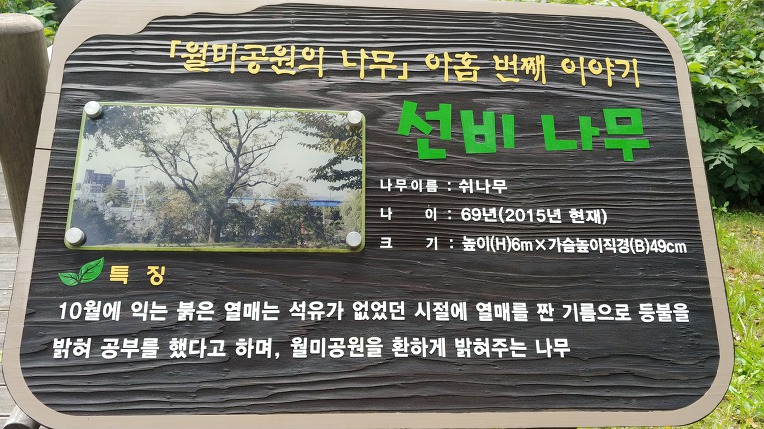 「월미공원의 나무」 아홉 번째 이야기
선비 나무
나무이름 : 쉬나무
나 이 : 69년(2015년 현재)
크 기 : 높이(H)6m×가슴높이직경(B)49cm
특 징
10월에 익는 붉은 열매는 석유가 없었던 시절에 열매를 짠 기름으로 등불을
밝혀 공부를 했다고 하며, 월미공원을 환하게 밝혀주는 나무